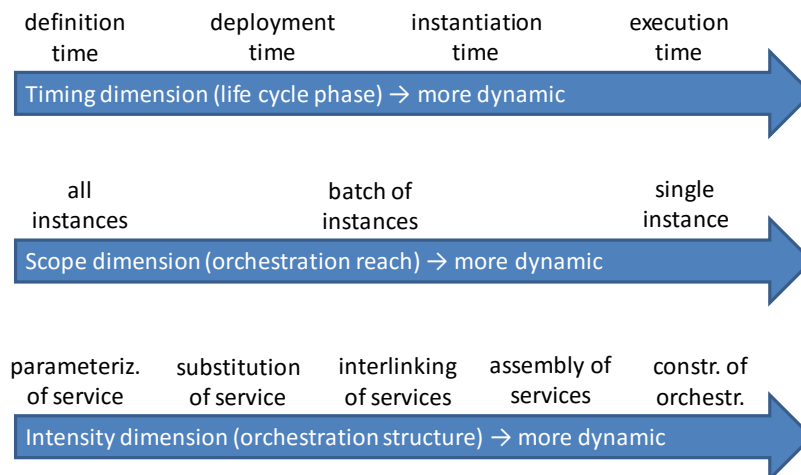 definition deployment instantiation execution
time time time time
Timing dimension (life cycle phase) → more dynamic
all batch of single
instances instances instance
Scope dimension (orchestration reach) → more dynamic
parameteriz. substitution interlinking assembly of constr. of
of service of service of services services orchestr.
Intensity dimension (orchestration structure) → more dynamic